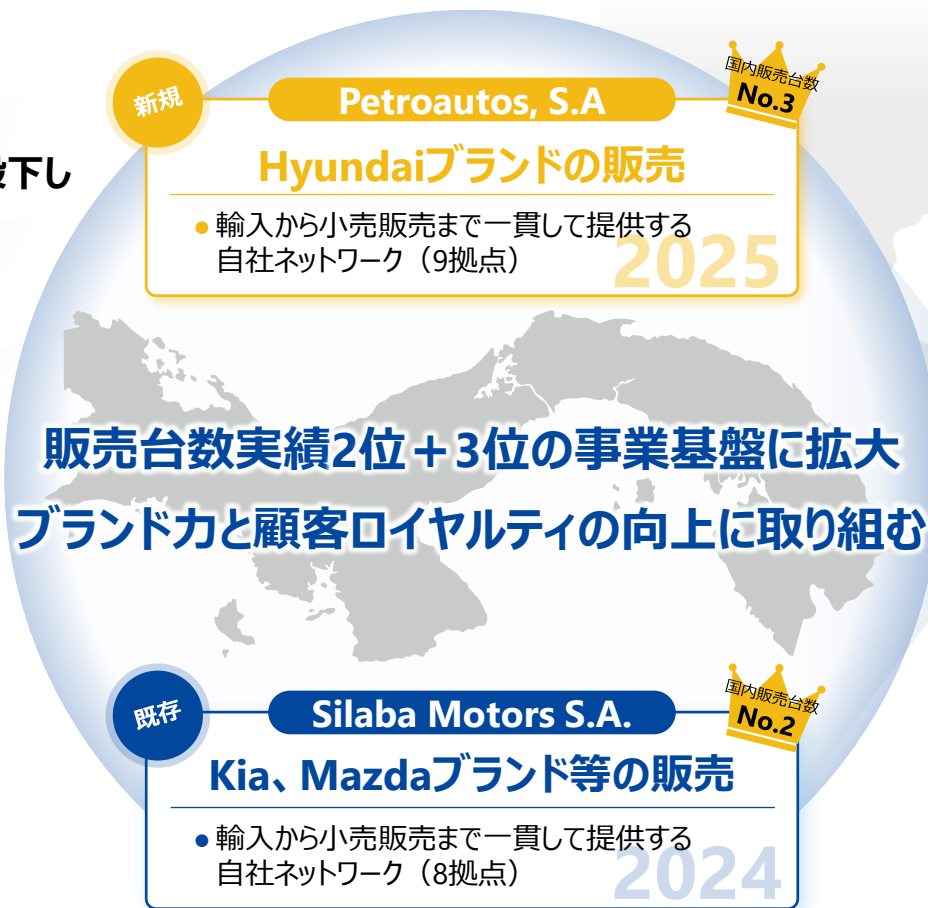 新規
Petroautos, S.A
国内販売台数
No.3
Hyundaiブランドの販売
下し
● 輸入から小売販売まで一貫して提供する
自社ネットワーク（9拠点）
2025
販売台数実績2位＋3位の事業基盤に拡大
ブランド力と顧客ロイヤルティの向上に取り組む
既存
Silaba Motors S.A.
国内販売台数
No.2
Kia、Mazdaブランド等の販売
● 輸入から小売販売まで一貫して提供する
自社ネットワーク（8拠点）
2024